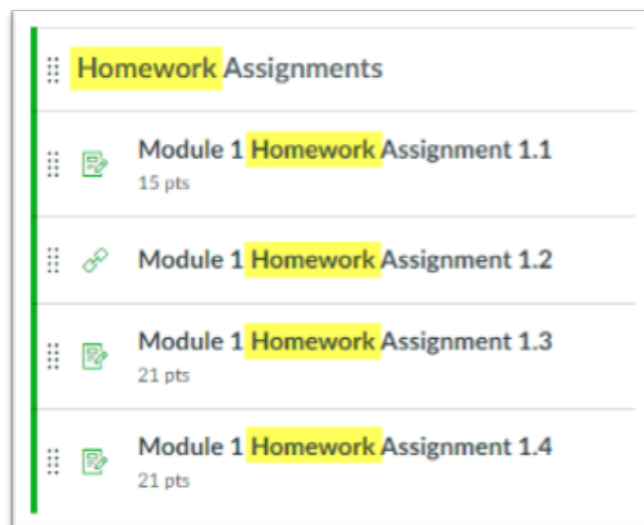 Homework Assignments
Module 1 Homework Assignment 1.1
15 pts
Module 1 Homework Assignment 1.2
Module 1 Homework Assignment 1.3
21 pts
Module 1 Homework Assignment 1.4
21 pts